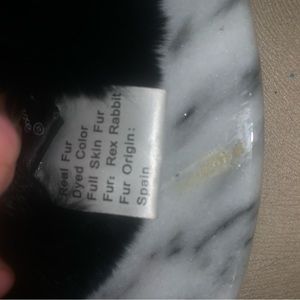 Real Fur
Dyed Color
Full Skin Fur
Fur: Rex Rabbit
Fur Origin:
Spain